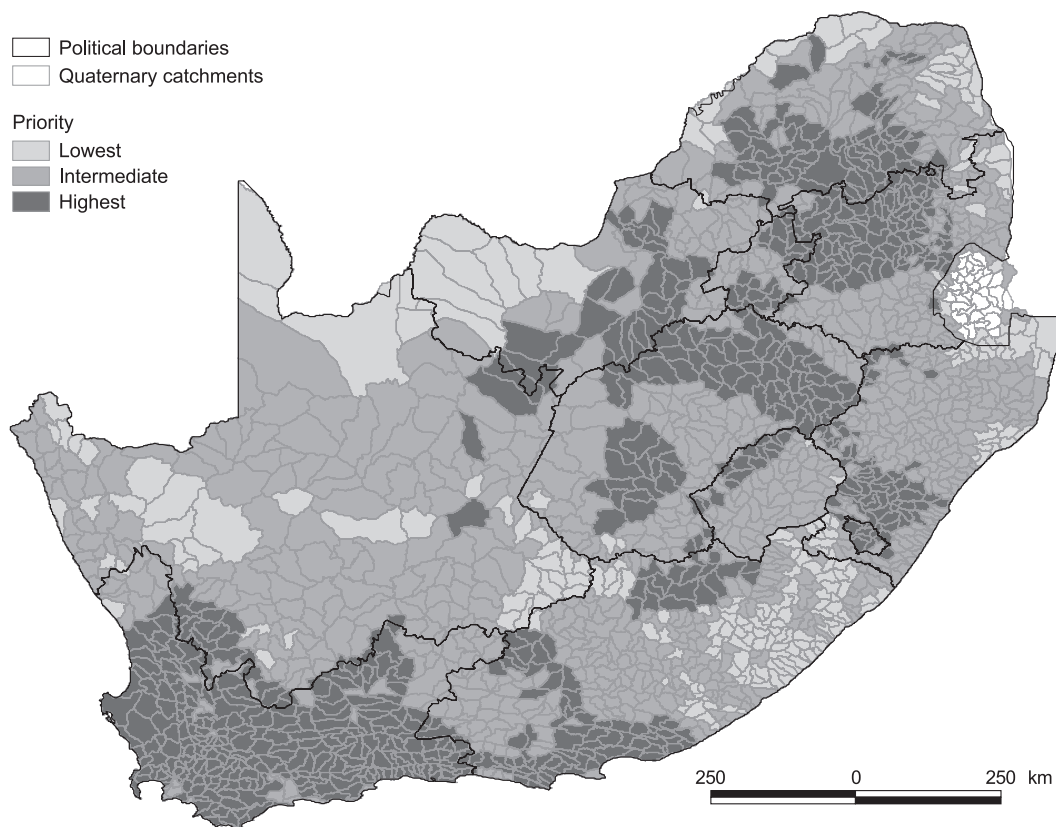 Political boundaries
Quaternary catchments
Priority
Lowest
Intermediate
Highest
250 0 250 km